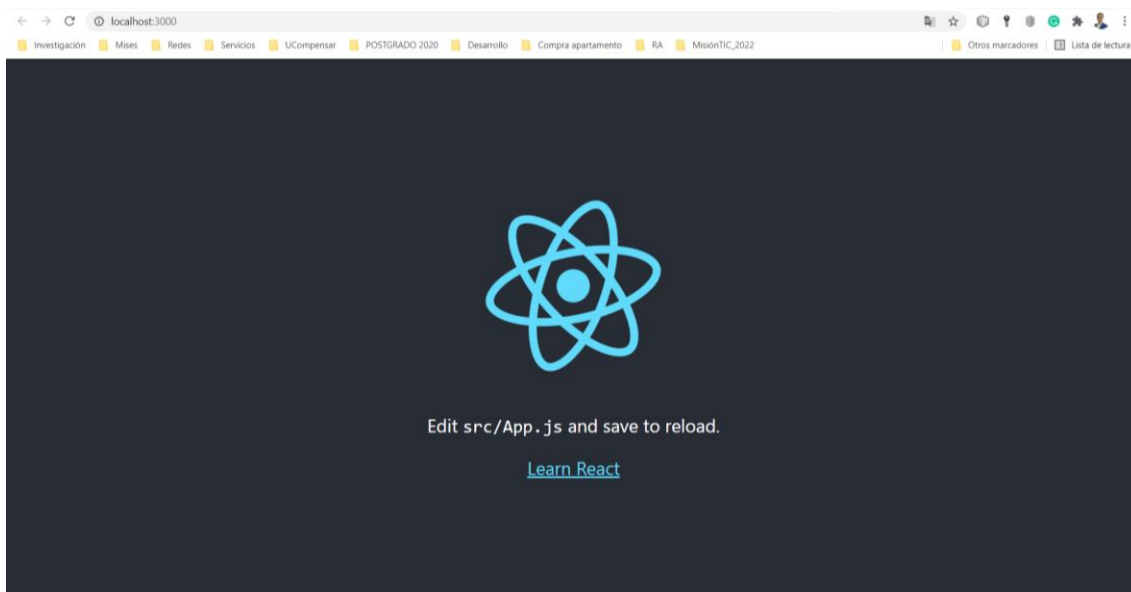 localhost:3000
Investigación Mises Redes Servicios UCompensar POSTGRADO 2020 Desarrollo Compra apartamento RA MisiónTIC_2022 Otros marcadores Lista de lectura
Edit src/App.js and save to reload.
Learn React